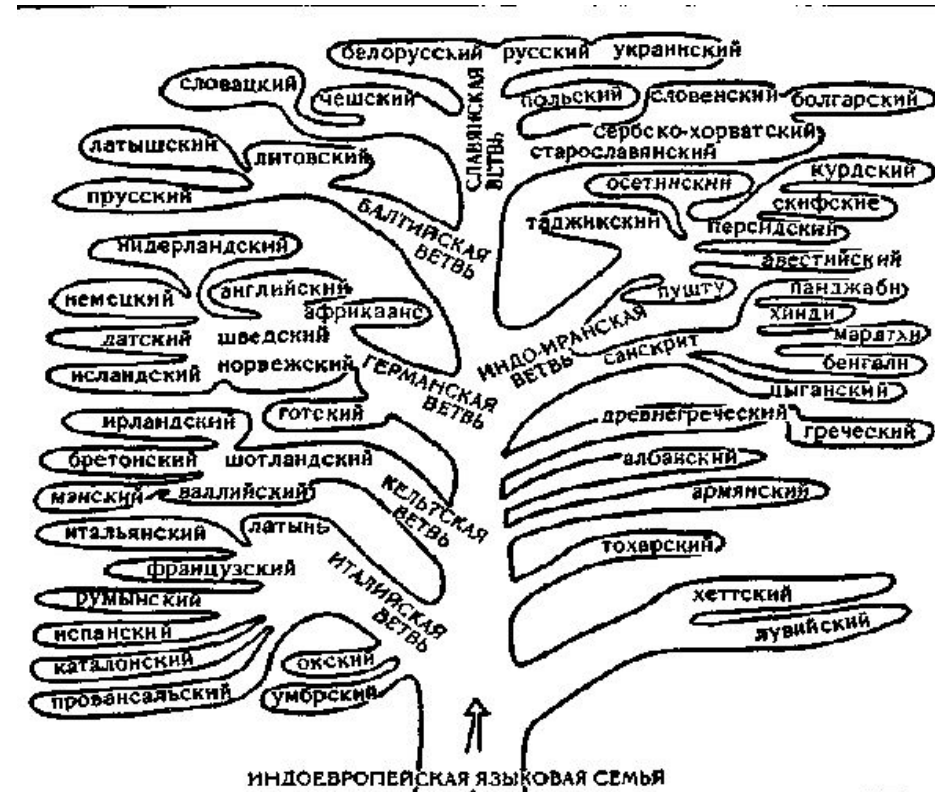 белорусский русский украинский
словацкий
чешский
польский
словенский
болгарский
СЛАВЯНСКАЯ
ВЕТВЬ
сербско-хорватский
старославянский
латышский
литовский
прусский
БАЛТИЙСКАЯ
ВЕТВЬ
осетинский
курдский
скифские
таджикский
персидский
авестийский
пушту
ИНДО-ИРАНСКАЯ
ВЕТВЬ
панджаби
хинди
маратхи
бенгали
санскрит
цыганский
нидерландский
немецкий
английский
африкаанс
датский
шведский
исландский
норвежский
готский
ГЕРМАНСКАЯ
ВЕТВЬ
древнегреческий
греческий
албанский
армянский
тохарский
ирландский
бретонский
шотландский
мэнский
валлийский
КЕЛЬТСКАЯ
ВЕТВЬ
итальянский
латынь
французский
румынский
испанский
каталонский
провансальский
окский
умбрский
ИТАЛИЙСКАЯ
ВЕТВЬ
хеттский
лувийский
ИНДОЕВРОПЕЙСКАЯ ЯЗЫКОВАЯ СЕМЬЯ